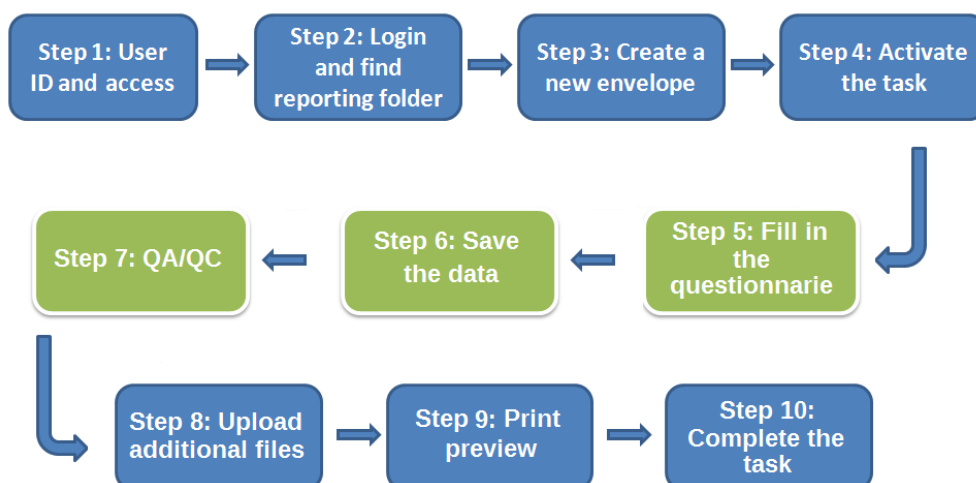 Step 1: User
ID and access
Step 2: Login
and find
reporting folder
Step 3: Create a
new envelope
Step 4: Activate
the task
Step 5: Fill in
the
questionnarie
Step 6: Save
the data
Step 7: QA/QC
Step 8: Upload
additional files
Step 9: Print
preview
Step 10:
Complete the
task